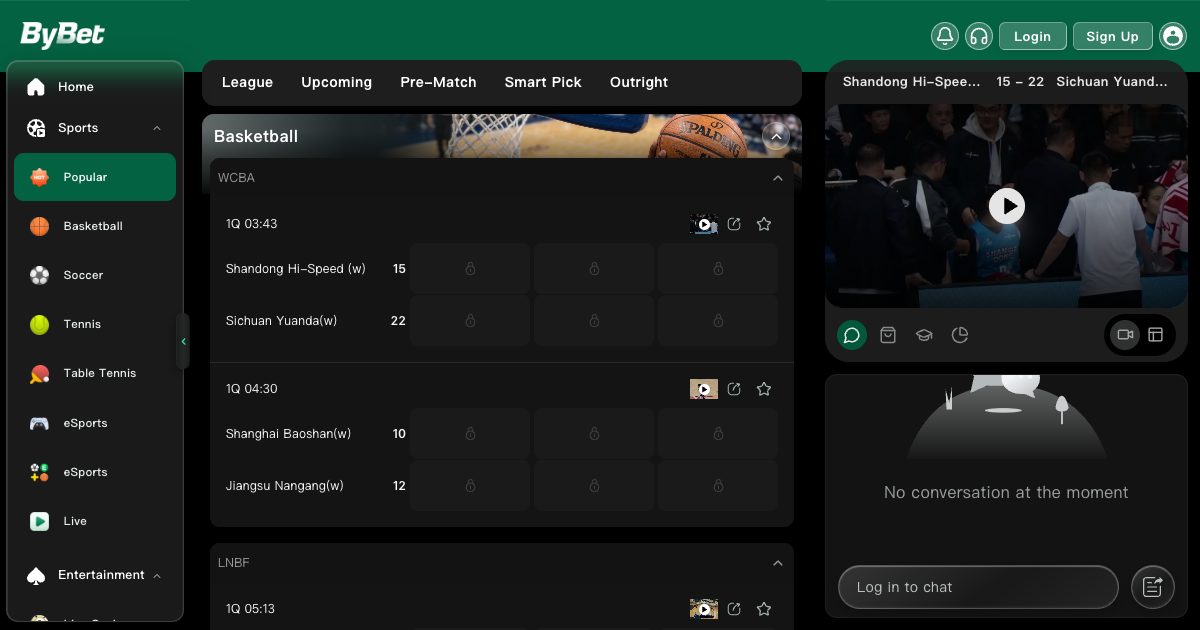 ByBet
Login
Sign Up
Home
Sports
Popular
Basketball
Soccer
Tennis
Table Tennis
eSports
eSports
Live
Entertainment
League Upcoming Pre-Match Smart Pick Outright
Basketball
SPALDING
WCBA
1Q 03:43
Shandong Hi-Speed (w) 15
Sichuan Yuanda(w) 22
1Q 04:30
Shanghai Baoshan(w) 10
Jiangsu Nangang(w) 12
LNBF
1Q 05:13
Shandong Hi-Spee... 15 - 22 Sichuan Yuand...
No conversation at the moment
Log in to chat